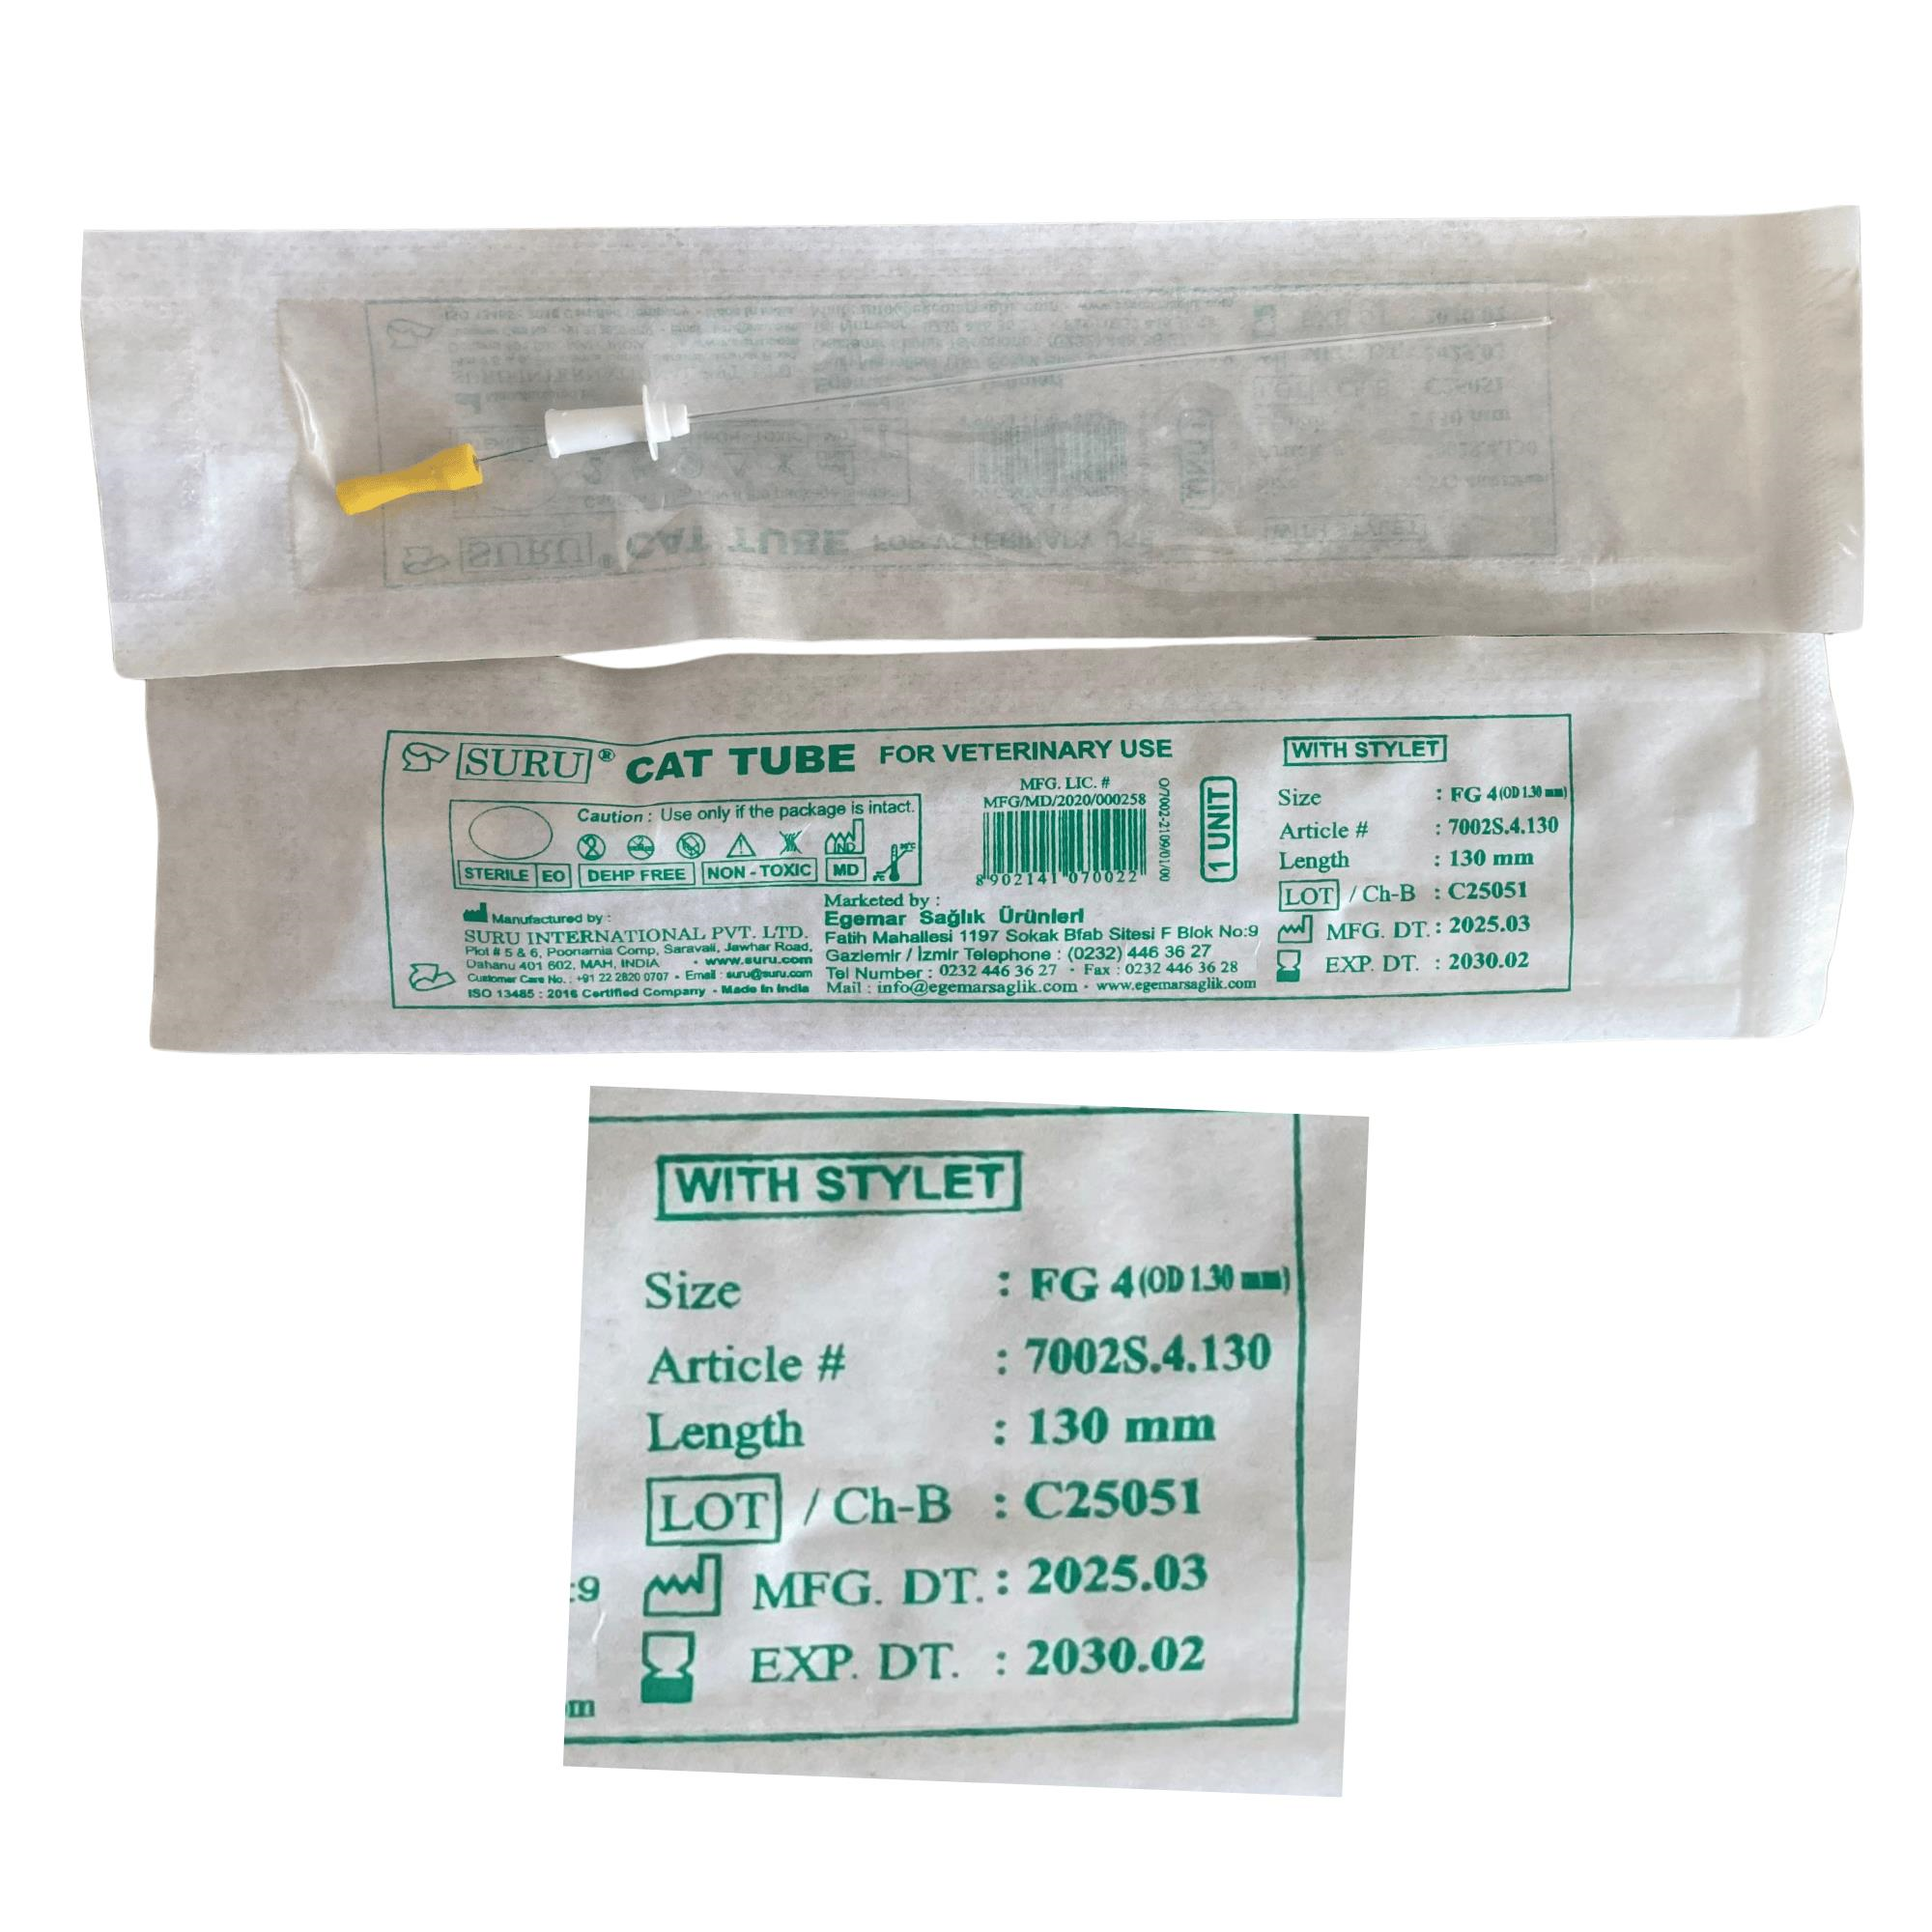 SURU® CAT TUBE FOR VETERINARY USE
Caution : Use only if the package is intact.
2
IND
30°C
STERILE EO DEHP FREE NON - TOXIC MD
Manufactured by :
SURU INTERNATIONAL PVT. LTD.
Plot # 5 & 6, Poonamia Comp, Saravali, Jawhar Road,
Dahanu 401 602, MAH, INDIA • www.suru.com
Customer Care No. : +91 22 2820 0707 • Email : suru@suru.com
ISO 13485 : 2016 Certified Company - Made in India
MFG. LIC. #
MFG/MD/2020/000258
8 902141 070022
O/7002-2109/01/00
1 UNIT
Marketed by :
Egemar Sağlık Ürünleri
Fatih Mahallesi 1197 Sokak Bfab Sitesi F Blok No:9
Gaziemir / İzmir Telephone : (0232) 446 36 27
Tel Number : 0232 446 36 27 • Fax : 0232 446 36 28
Mail : info@egemarsaglik.com - www.egemarsaglik.com
WITH STYLET
Size : FG 4 (OD 1.30 mm)
Article # : 7002S.4.130
Length : 130 mm
LOT / Ch-B : C25051
MFG. DT. : 2025.03
EXP. DT. : 2030.02
WITH STYLET
Size : FG 4 (OD 1.30 mm)
Article # : 7002S.4.130
Length : 130 mm
LOT / Ch-B : C25051
:9 MFG. DT. : 2025.03
EXP. DT. : 2030.02
m